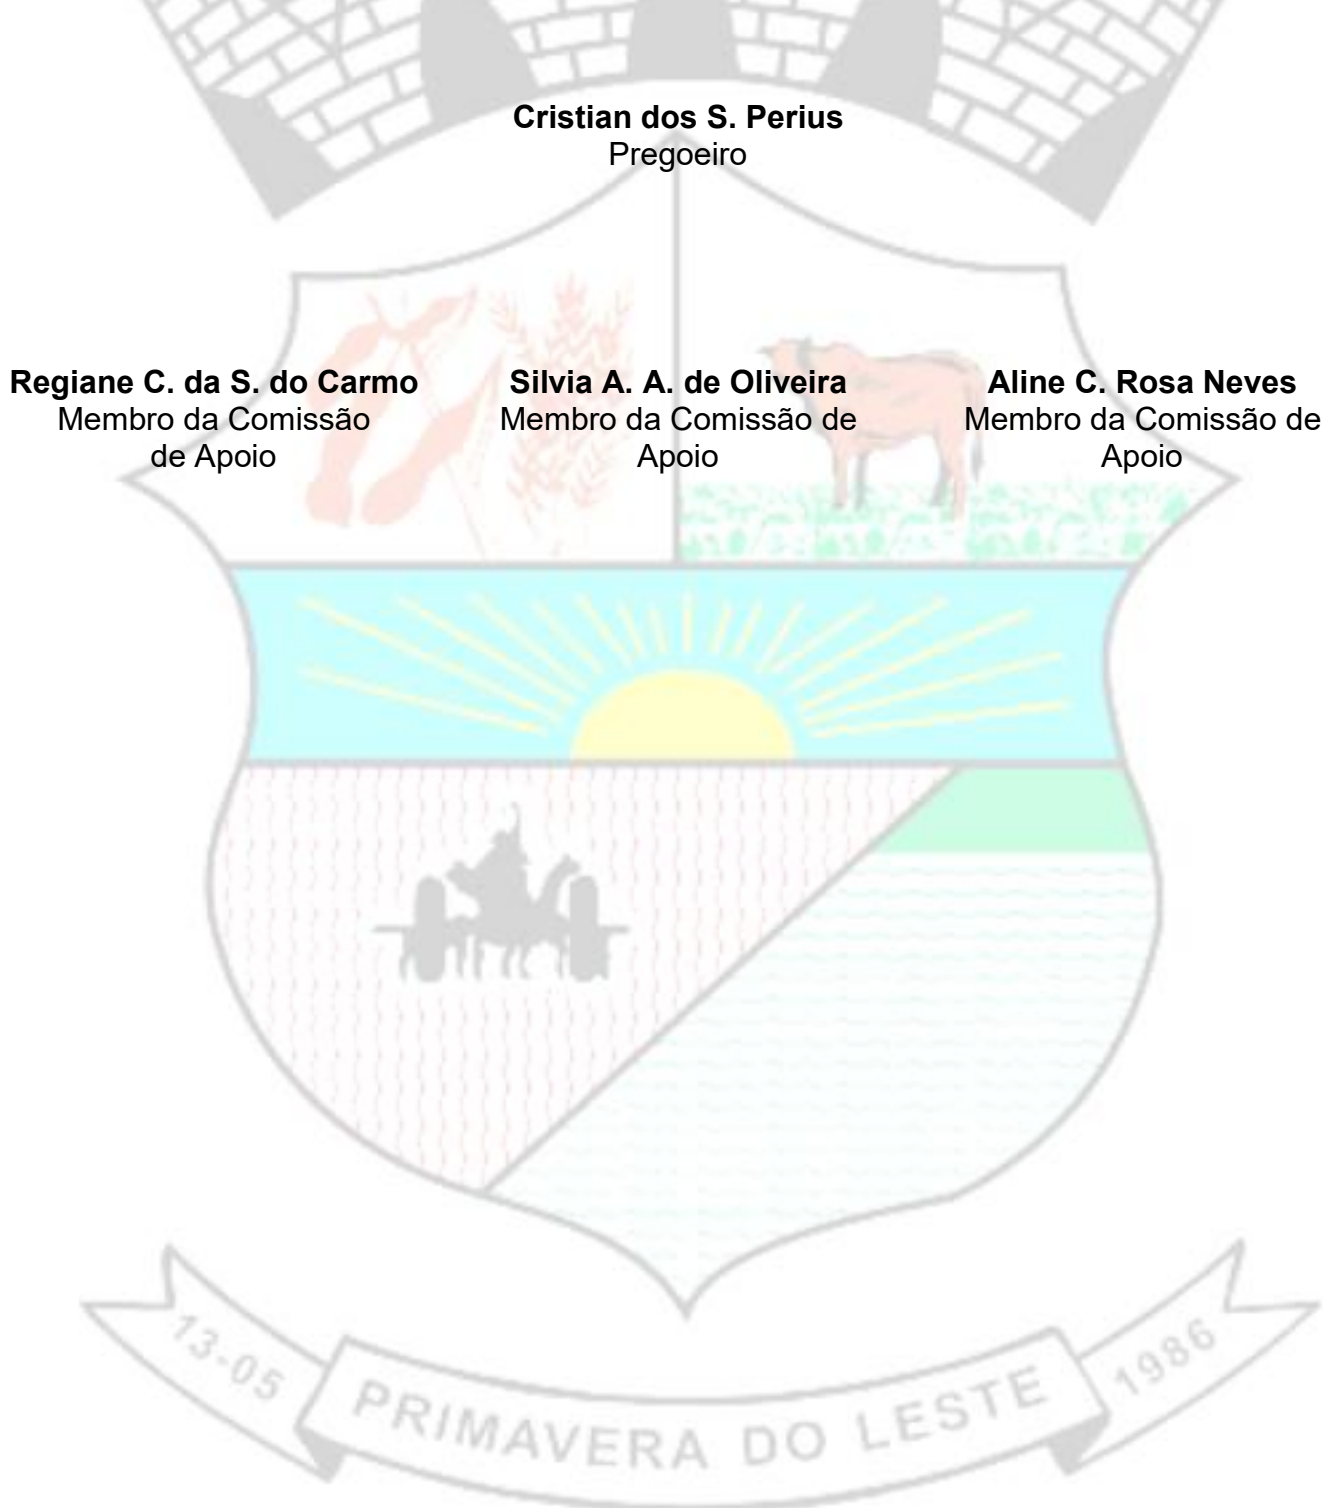 Cristian dos S. Perius
Pregoeiro
Regiane C. da S. do Carmo
Membro da Comissão
de Apoio
Silvia A. A. de Oliveira
Membro da Comissão de
Apoio
Aline C. Rosa Neves
Membro da Comissão de
Apoio
13-05
PRIMAVERA DO LESTE
1986